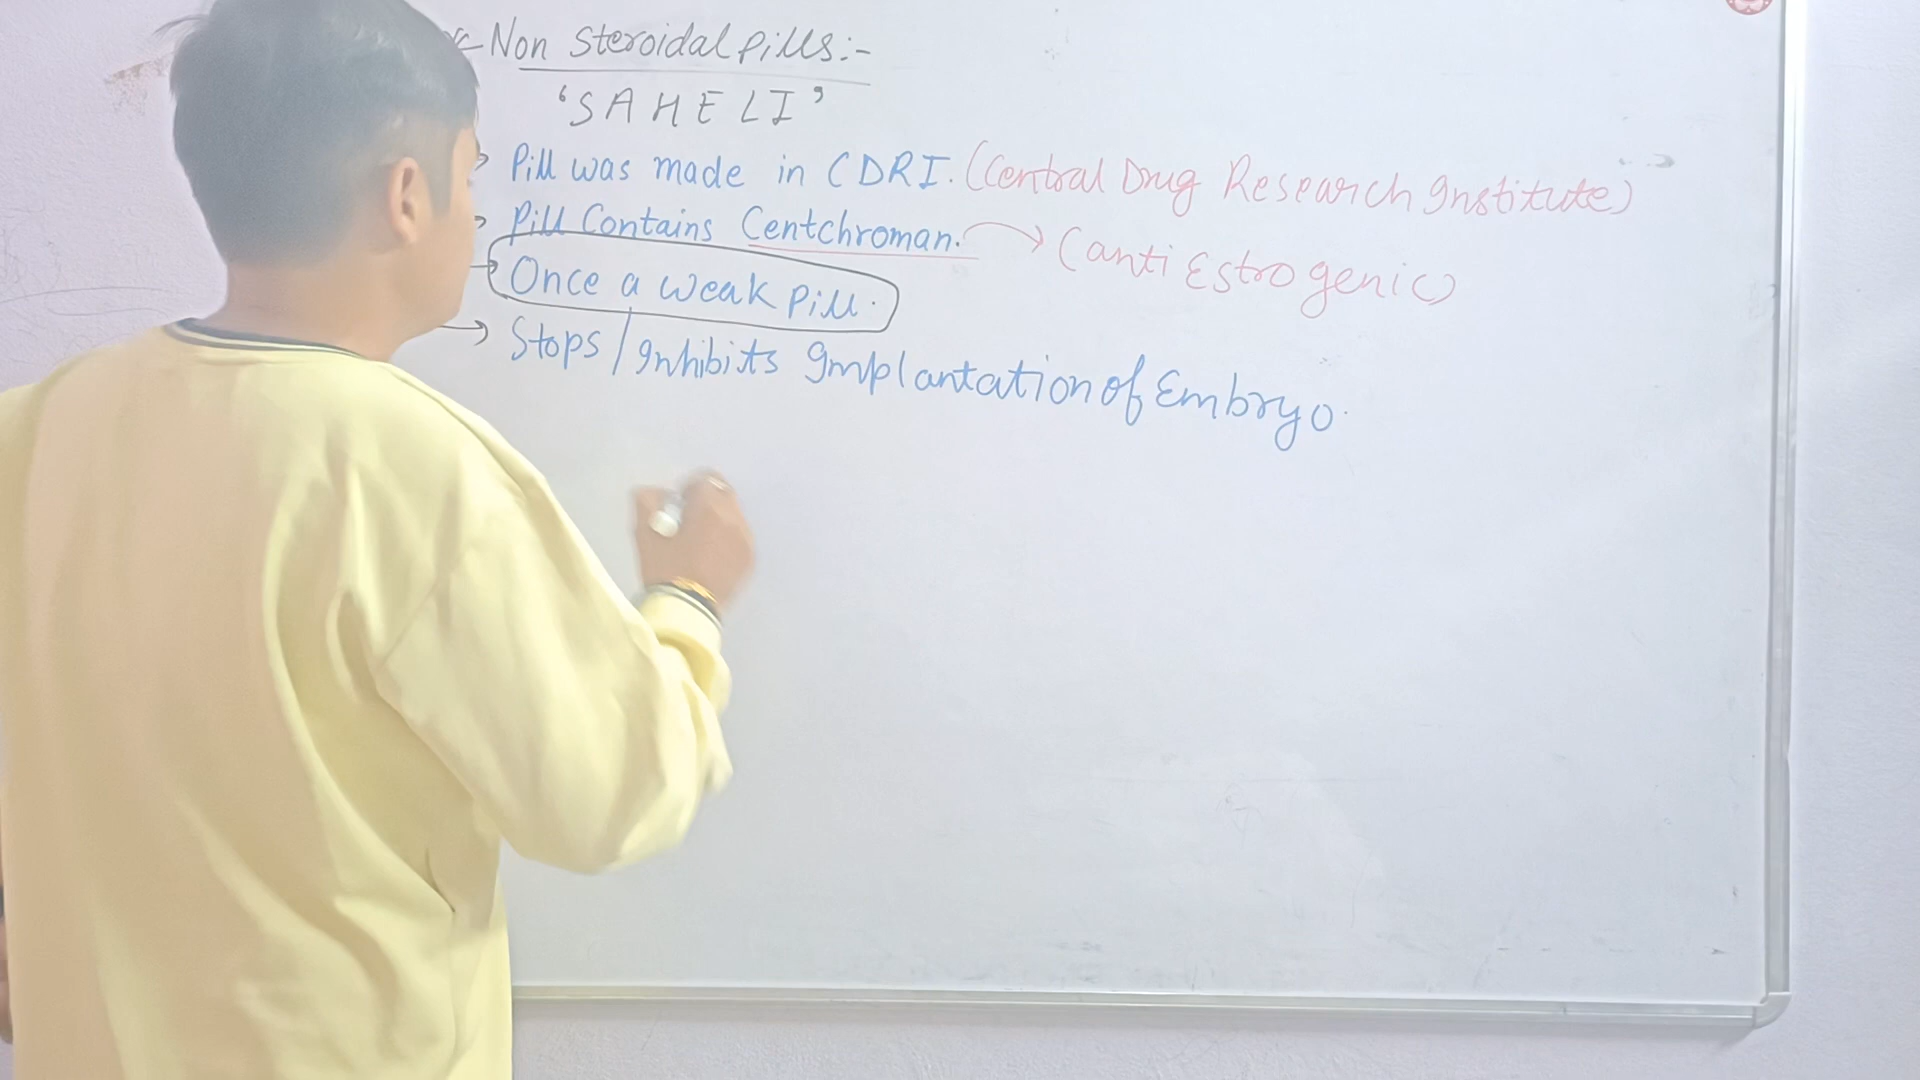 Non Steroidal Pills:-
'SAHELI'
→ Pill was made in CDRI. (Central Drug Research Institute)
→ Pill Contains Centchroman. → (anti Estrogenic)
→ Once a weak Pill.
→ Stops/Inhibits Implantation of Embryo.